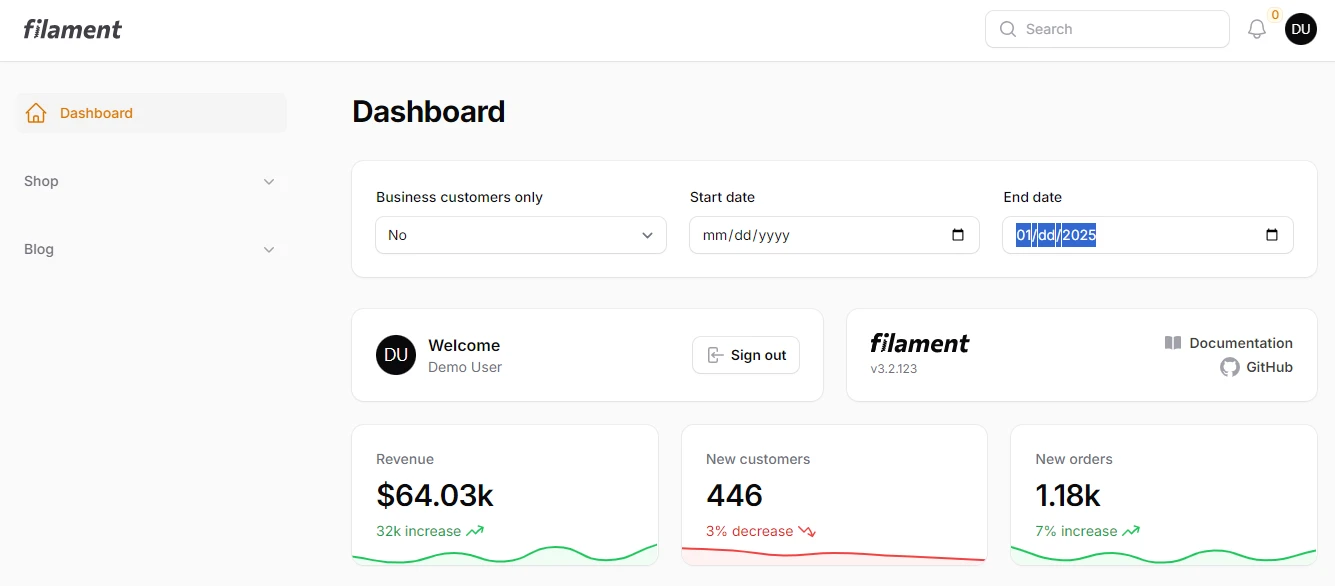 filament
Search
0
DU
Dashboard
Shop
Blog
Dashboard
Business customers only
No
Start date
mm/dd/yyyy
End date
01/dd/2025
DU
Welcome
Demo User
Sign out
filament
v3.2.123
Documentation
GitHub
Revenue
$64.03k
32k increase
New customers
446
3% decrease
New orders
1.18k
7% increase